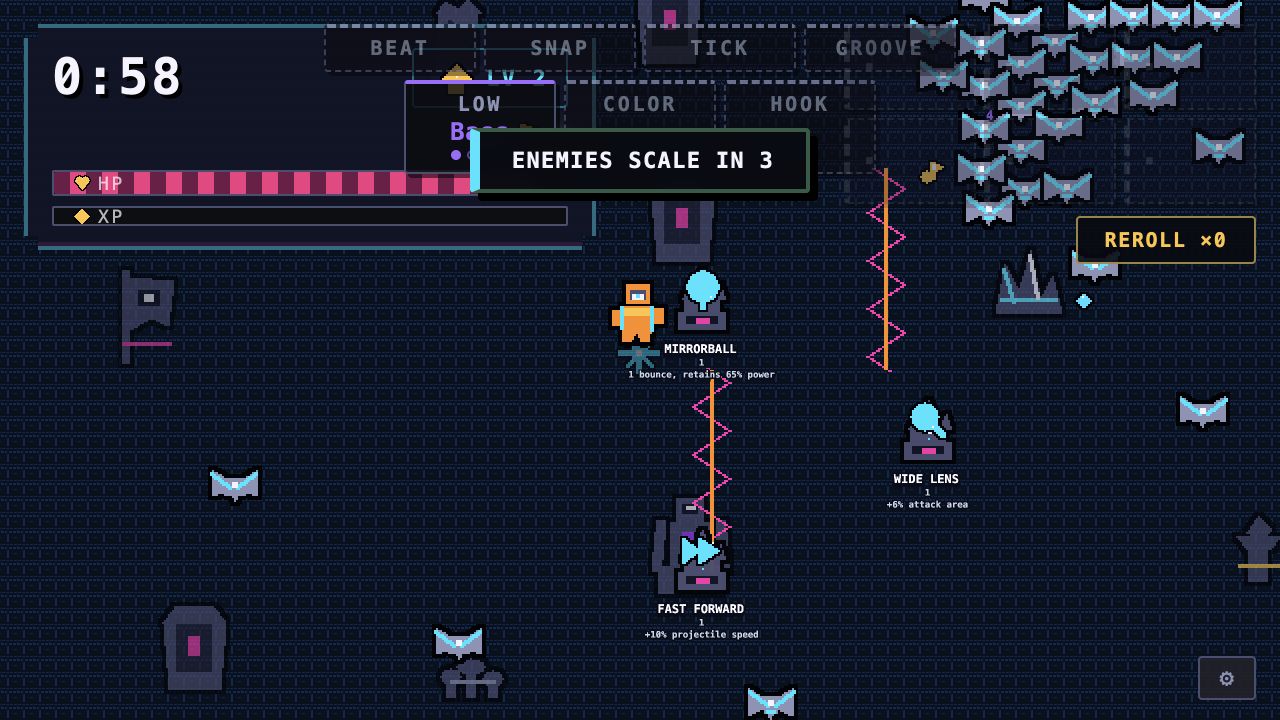 BEAT SNAP TICK GROOVE
0:58
LV 2
LOW COLOR HOOK
ENEMIES SCALE IN 3
4
HP
XP
REROLL ×0
MIRRORBALL
1
1 bounce, retains 65% power
WIDE LENS
1
+6% attack area
FAST FORWARD
1
+10% projectile speed